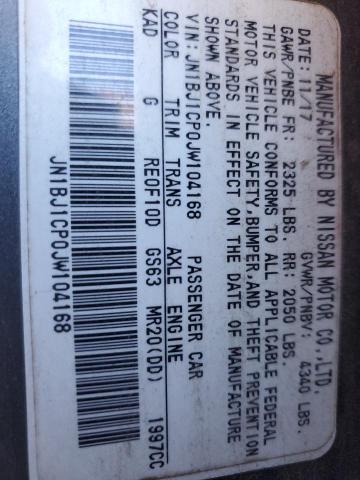 MANUFACTURED BY NISSAN MOTOR CO.,LTD.
DATE: 11/17 GVWR/PNBV: 4340 LBS.
GAWR/PNBE FR: 2325 LBS. RR: 2050 LBS.
THIS VEHICLE CONFORMS TO ALL APPLICABLE FEDERAL
MOTOR VEHICLE SAFETY,BUMPER,AND THEFT PREVENTION
STANDARDS IN EFFECT ON THE DATE OF MANUFACTURE
SHOWN ABOVE.
VIN: JN1BJ1CP0JW104168 PASSENGER CAR
COLOR TRIM TRANS AXLE ENGINE
KAD G RE0F10D GS63 MR20(DD) 1997CC
JN1BJ1CP0JW104168